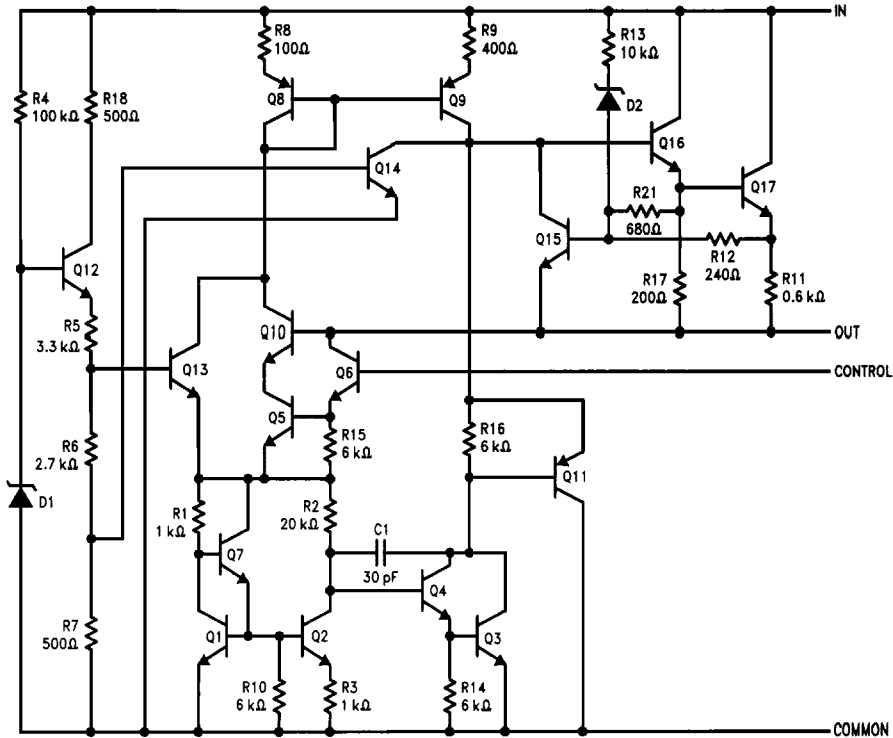 IN
R8
100Ω
R9
400Ω
R13
10 kΩ
R4
100 kΩ
R18
500Ω
Q8
Q9
D2
Q14
Q16
Q17
R21
680Ω
Q15
R12
240Ω
Q12
R17
200Ω
R11
0.6 kΩ
R5
3.3 kΩ
Q10
OUT
Q13
Q6
CONTROL
Q5
R15
6 kΩ
R16
6 kΩ
R6
2.7 kΩ
Q11
D1
R1
1 kΩ
R2
20 kΩ
Q7
C1
30 pF
Q4
R7
500Ω
Q1
Q2
Q3
R10
6 kΩ
R3
1 kΩ
R14
6 kΩ
COMMON